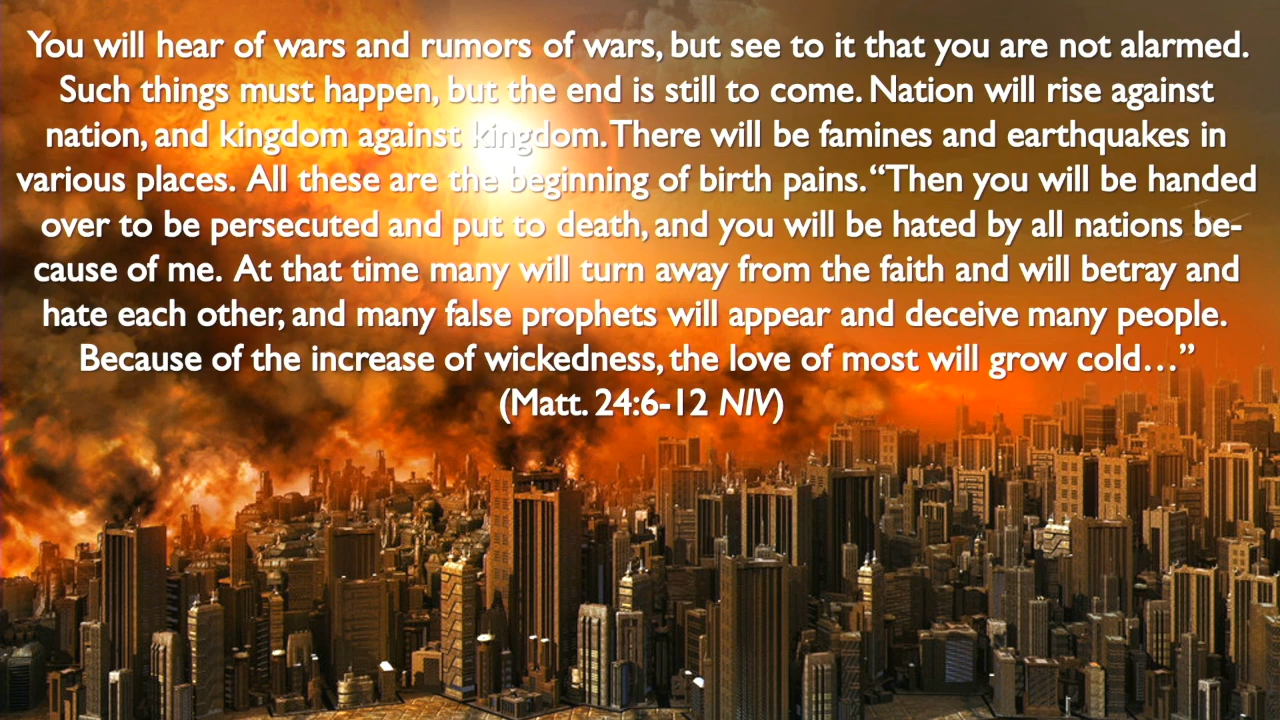 You will hear of wars and rumors of wars, but see to it that you are not alarmed.
Such things must happen, but the end is still to come. Nation will rise against
nation, and kingdom against kingdom. There will be famines and earthquakes in
various places. All these are the beginning of birth pains. “Then you will be handed
over to be persecuted and put to death, and you will be hated by all nations be-
cause of me. At that time many will turn away from the faith and will betray and
hate each other, and many false prophets will appear and deceive many people.
Because of the increase of wickedness, the love of most will grow cold…”
(Matt. 24:6-12 NIV)